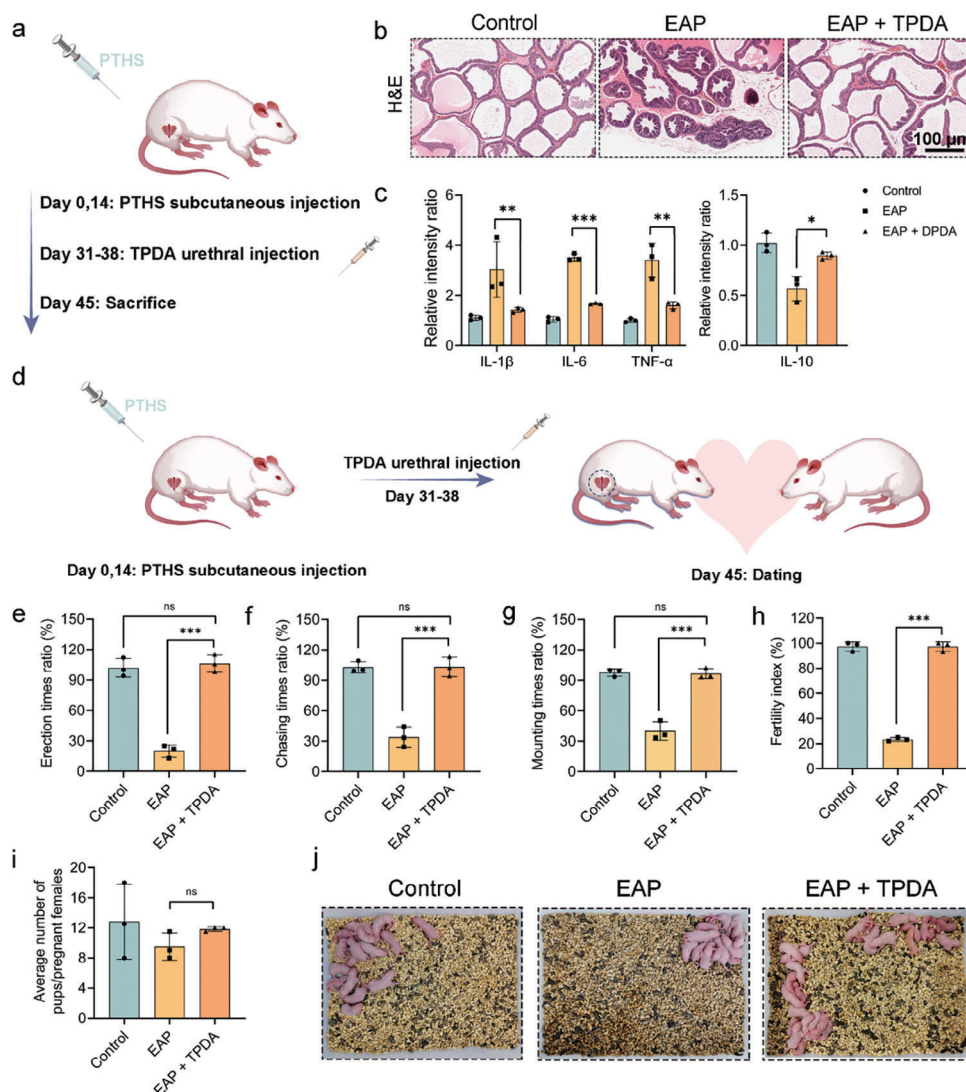 a
PTHS
Day 0,14: PTHS subcutaneous injection
Day 31-38: TPDA urethral injection
Day 45: Sacrifice
b
Control
EAP
EAP + TPDA
H&E
100 μm
c
Relative intensity ratio
6
4
2
0
**
***
**
IL-1β
IL-6
TNF-α
Relative intensity ratio
1.5
1.0
0.5
0.0
*
IL-10
Control
EAP
EAP + DPDA
d
PTHS
TPDA urethral injection
Day 31-38
Day 0,14: PTHS subcutaneous injection
Day 45: Dating
e
Erection times ratio (%)
150
120
90
60
30
0
ns
***
Control
EAP
EAP + TPDA
f
Chasing times ratio (%)
150
120
90
60
30
0
ns
***
Control
EAP
EAP + TPDA
g
Mounting times ratio (%)
150
120
90
60
30
0
ns
***
Control
EAP
EAP + TPDA
h
Fertility index (%)
120
100
80
60
40
20
0
***
Control
EAP
EAP + TPDA
i
Average number of
pups/pregnant females
20
16
12
8
4
0
ns
Control
EAP
EAP + TPDA
j
Control
EAP
EAP + TPDA